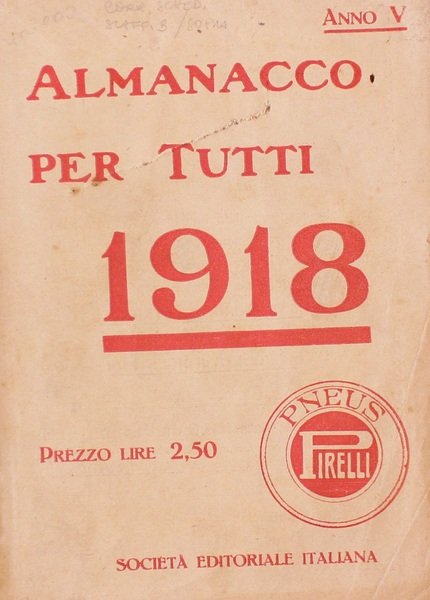 ANNO V
ALMANACCO
PER TUTTI
1918
PNEUS
PIRELLI
PREZZO LIRE 2,50
SOCIETÀ EDITORIALE ITALIANA